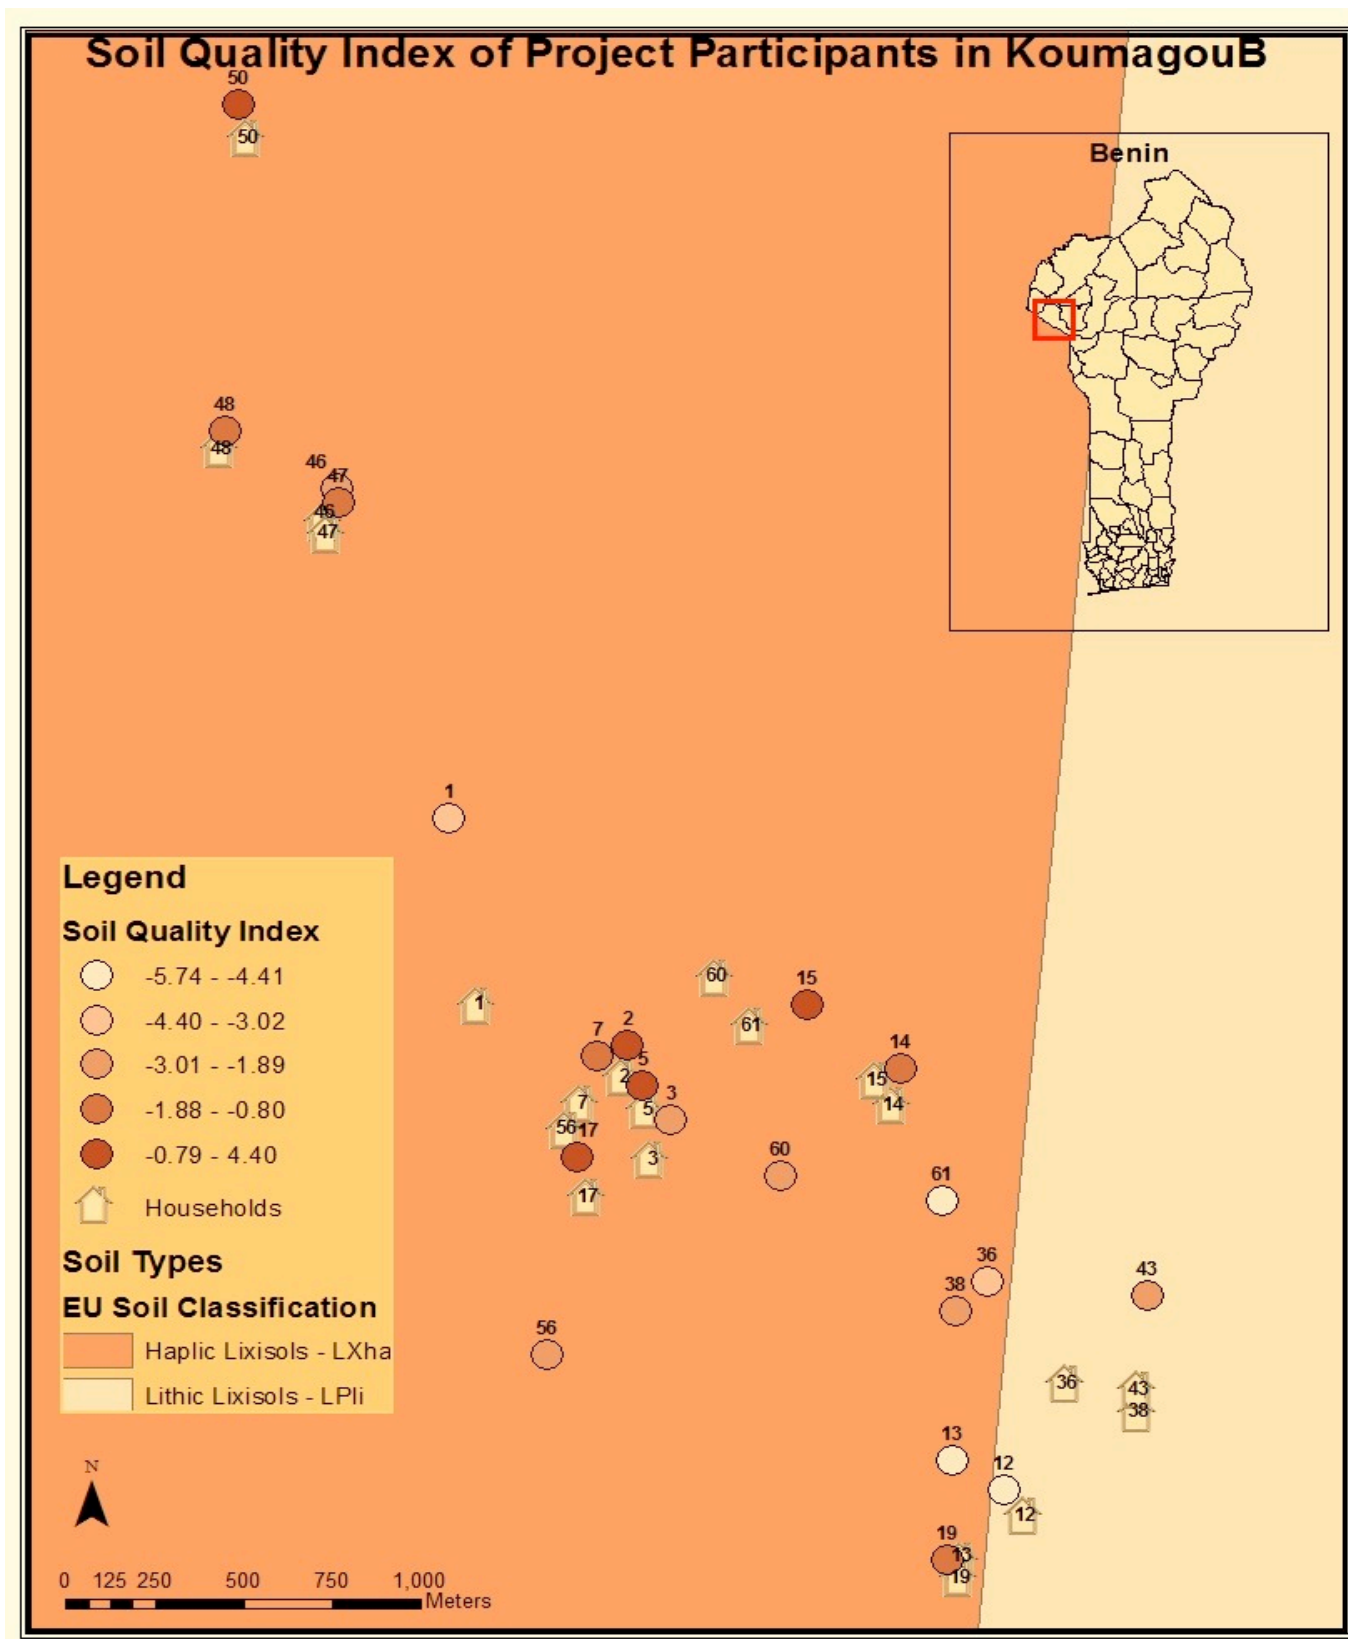 Soil Quality Index of Project Participants in KoumagouB
50
50
Benin
48
48
46
47
46
47
1
60
15
1
61
2
7
14
5
2
15
3
7
5
14
56
17
60
3
61
17
36
43
38
56
36
43
38
13
12
12
19
13
19
Legend
Soil Quality Index
-5.74 - -4.41
-4.40 - -3.02
-3.01 - -1.89
-1.88 - -0.80
-0.79 - 4.40
Households
Soil Types
EU Soil Classification
Haplic Lixisols - LXha
Lithic Lixisols - LPli
N
0 125 250 500 750 1,000
Meters